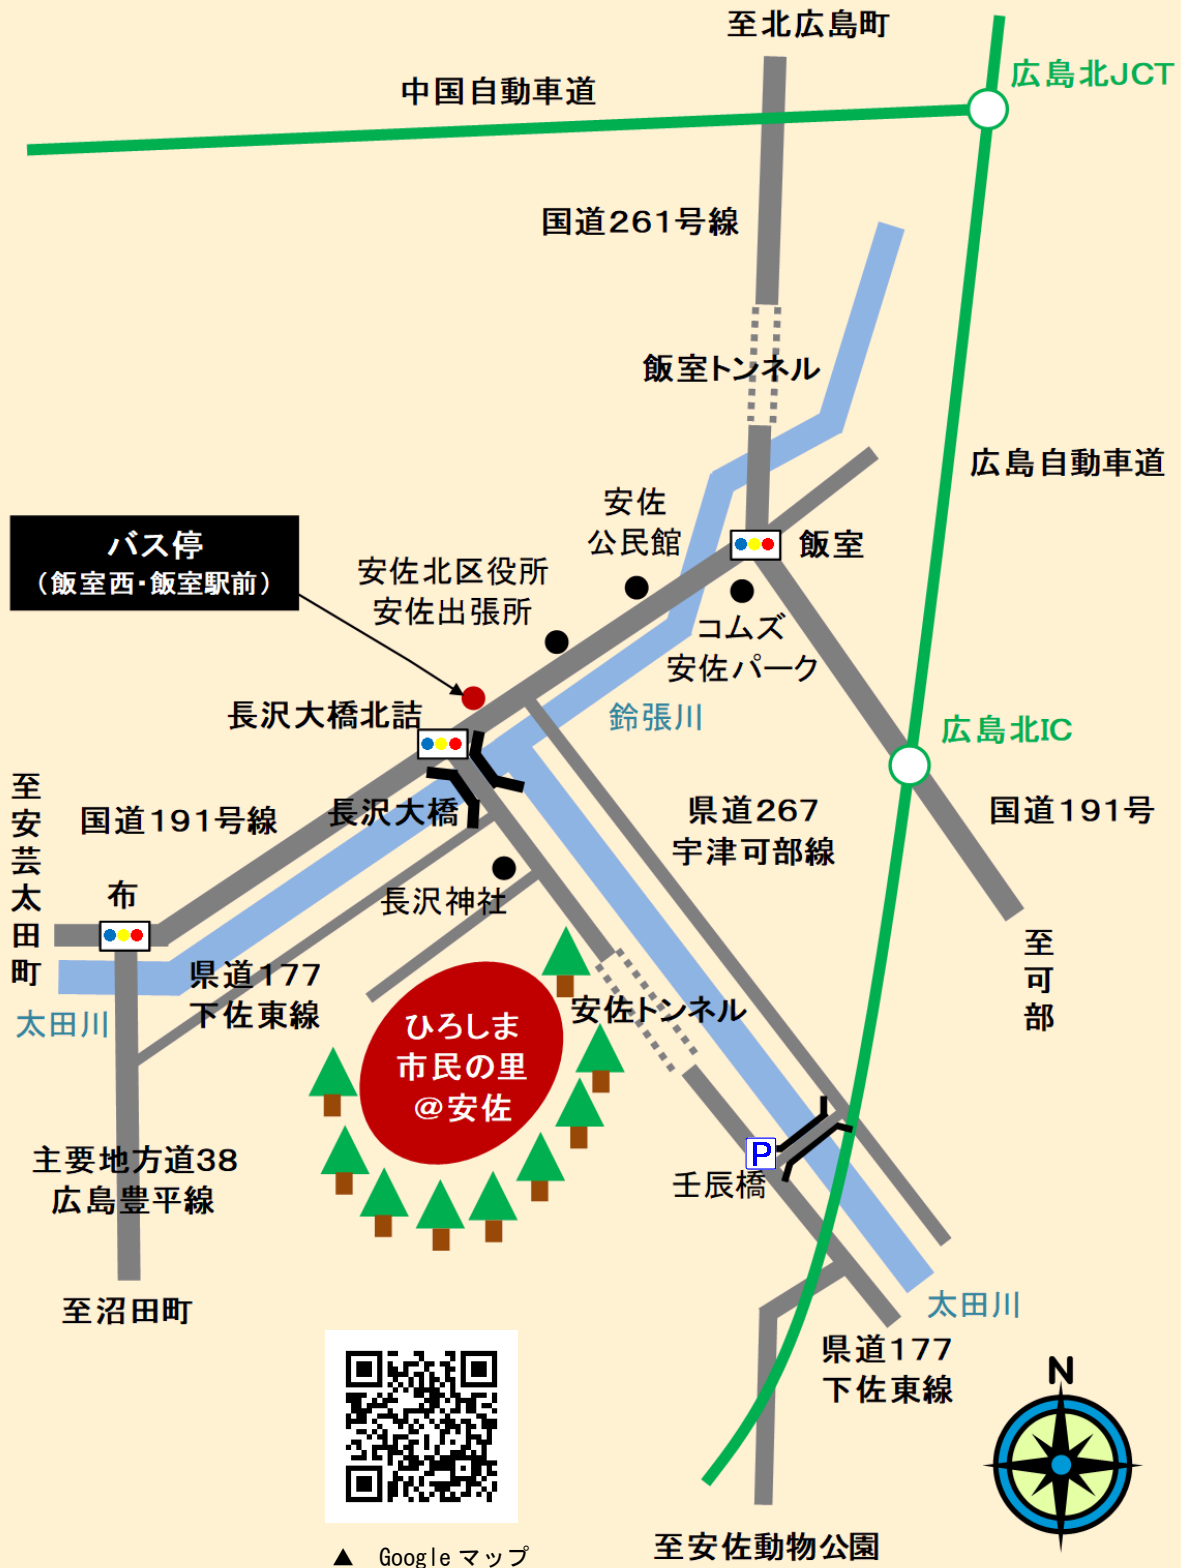 至北広島町
広島北JCT
中国自動車道
国道261号線
飯室トンネル
広島自動車道
安佐
公民館
飯室
バス停
（飯室西・飯室駅前）
安佐北区役所
安佐出張所
コムズ
安佐パーク
長沢大橋北詰
鈴張川
広島北IC
至安芸太田町
国道191号線
長沢大橋
県道267
宇津可部線
国道191号
布
長沢神社
至可部
県道177
下佐東線
太田川
安佐トンネル
ひろしま
市民の里
＠安佐
P
壬辰橋
主要地方道38
広島豊平線
至沼田町
太田川
県道177
下佐東線
N
至安佐動物公園
▲ Google マップ